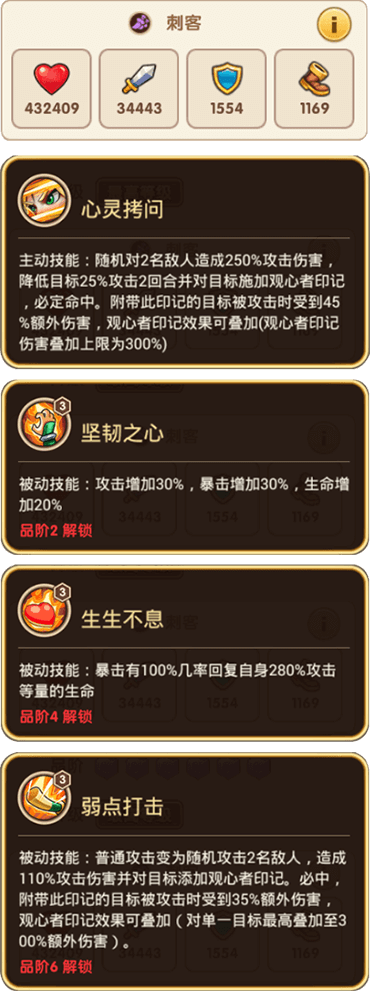 刺客
432409
34443
1554
1169
心灵拷问
主动技能：随机对2名敌人造成250%攻击伤害，
降低目标25%攻击2回合并对目标施加观心者印记
，必定命中。附带此印记的目标被攻击时受到45
%额外伤害，观心者印记效果可叠加(观心者印记
伤害叠加上限为300%)
3
坚韧之心
被动技能：攻击增加30%，暴击增加30%，生命增
加20%
品阶2 解锁
3
生生不息
被动技能：暴击有100%几率回复自身280%攻击
等量的生命
品阶4 解锁
3
弱点打击
被动技能：普通攻击变为随机攻击2名敌人，造成
110%攻击伤害并对目标添加观心者印记。必中，
附带此印记的目标被攻击时受到35%额外伤害，
观心者印记效果可叠加（对单一目标最高叠加至3
00%额外伤害）。
品阶6 解锁